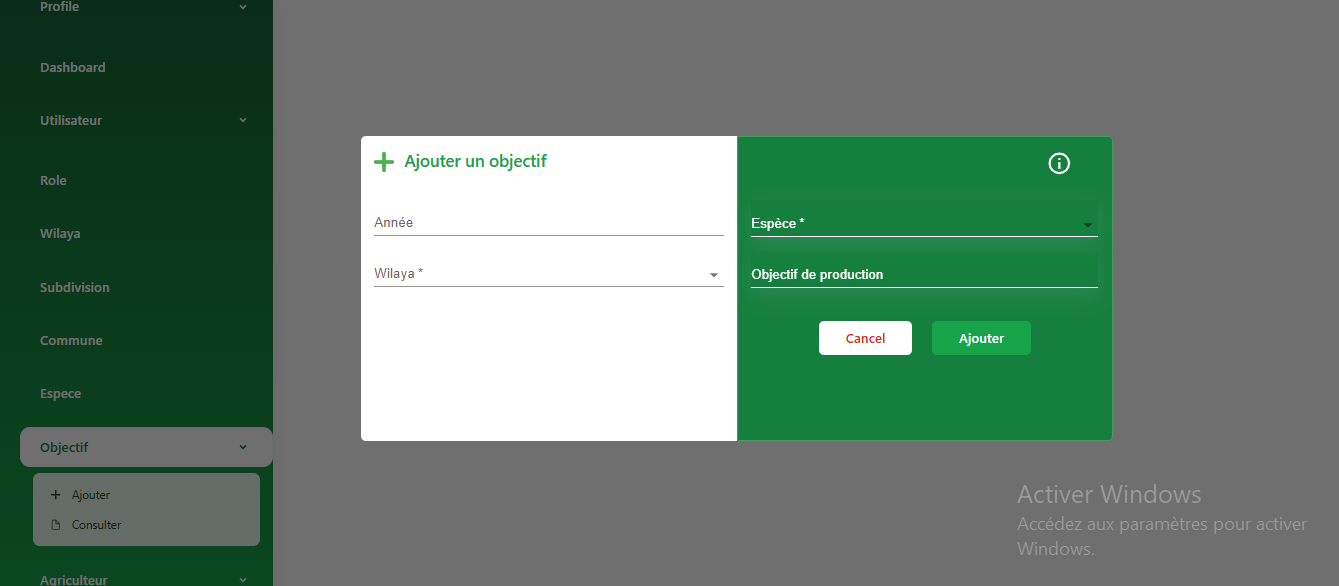 Profile
Dashboard
Utilisateur
Role
Wilaya
Subdivision
Commune
Espece
Objectif
Ajouter
Consulter
Agriculteur
Ajouter un objectif
Année
Wilaya *
Espèce *
Objectif de production
Cancel
Ajouter
Activer Windows
Accédez aux paramètres pour activer
Windows.